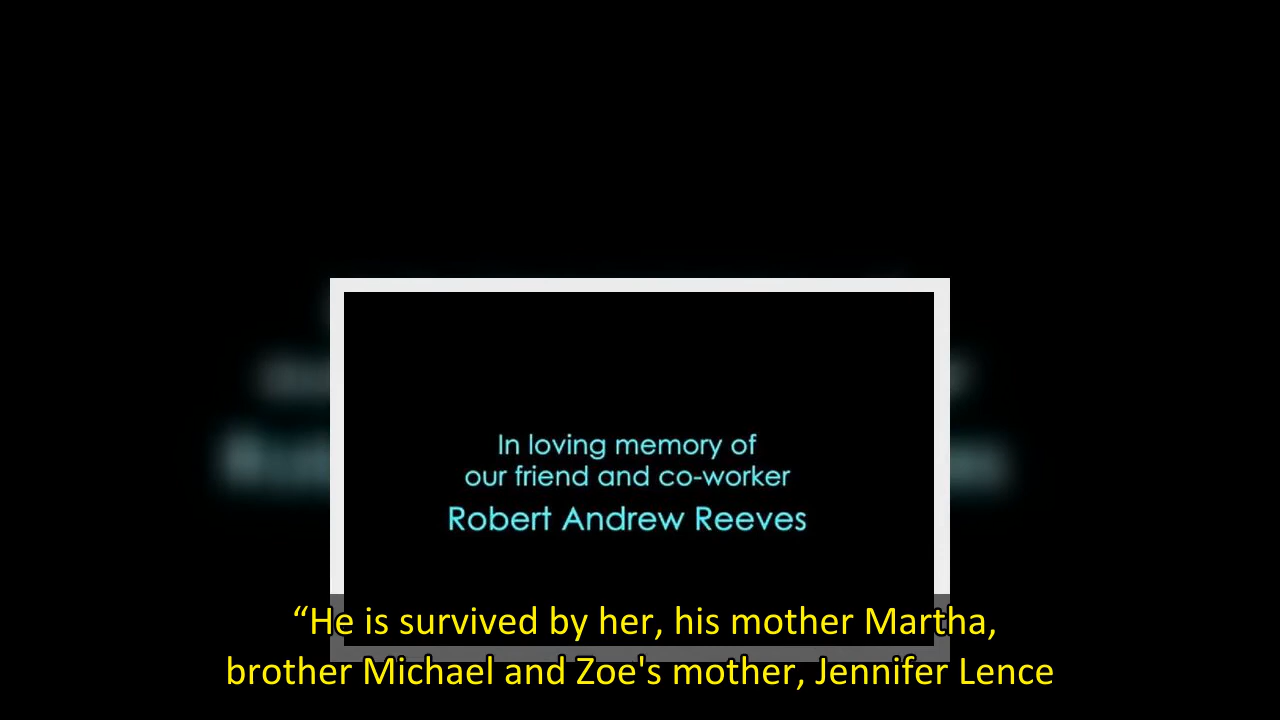 In loving memory of
our friend and co-worker
Robert Andrew Reeves
“He is survived by her, his mother Martha,
brother Michael and Zoe's mother, Jennifer Lence